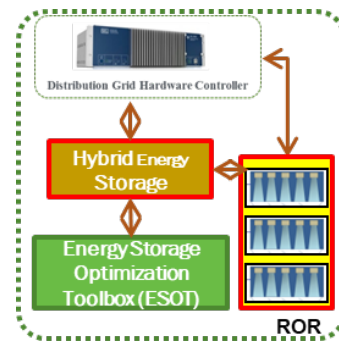 Distribution Grid Hardware Controller
Hybrid Energy
Storage
Energy Storage
Optimization
Toolbox (ESOT)
ROR